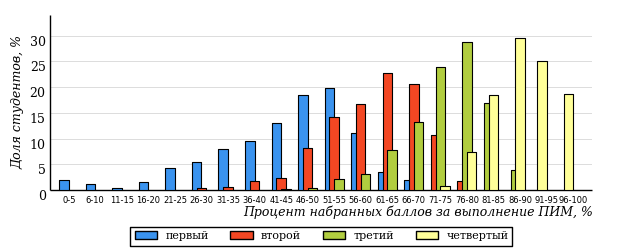 Доля студентов, %
30
25
20
15
10
5
0
0-5 6-10 11-15 16-20 21-25 26-30 31-35 36-40 41-45 46-50 51-55 56-60 61-65 66-70 71-75 76-80 81-85 86-90 91-95 96-100
Процент набранных баллов за выполнение ПИМ, %
первый второй третий четвертый